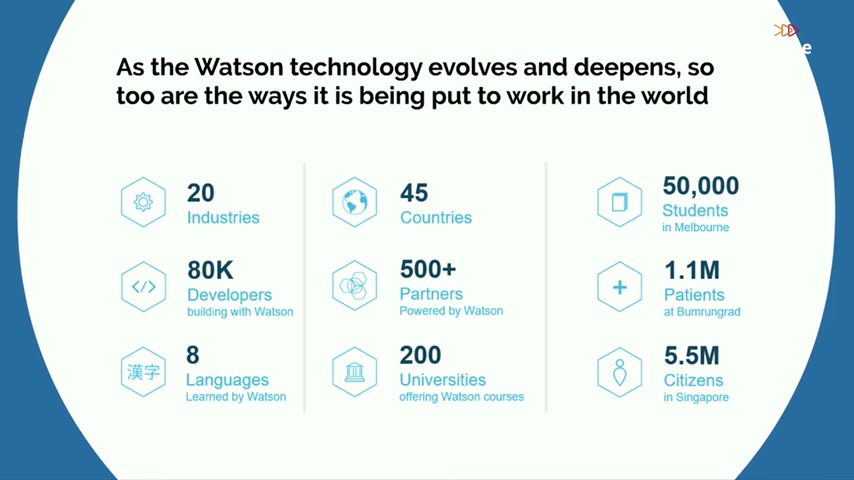 As the Watson technology evolves and deepens, so
too are the ways it is being put to work in the world
20
Industries
80K
Developers
building with Watson
漢字
8
Languages
Learned by Watson
45
Countries
500+
Partners
Powered by Watson
200
Universities
offering Watson courses
50,000
Students
in Melbourne
1.1M
Patients
at Bumrungrad
5.5M
Citizens
in Singapore